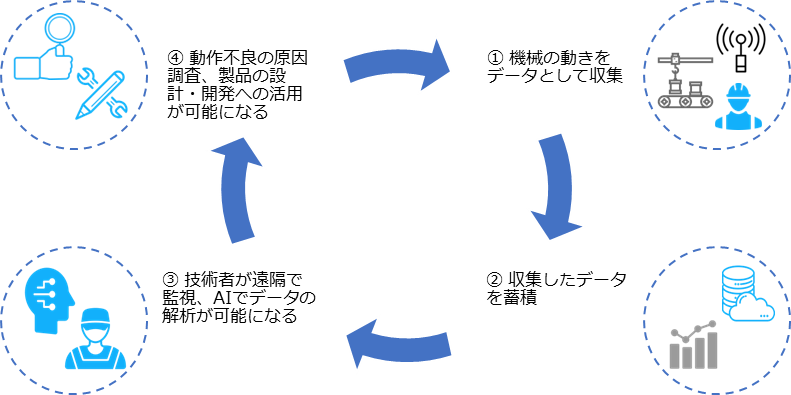 ① 機械の動きを
データとして収集
② 収集したデータ
を蓄積
③ 技術者が遠隔で
監視、AIでデータの
解析が可能になる
④ 動作不良の原因
調査、製品の設
計・開発への活用
が可能になる